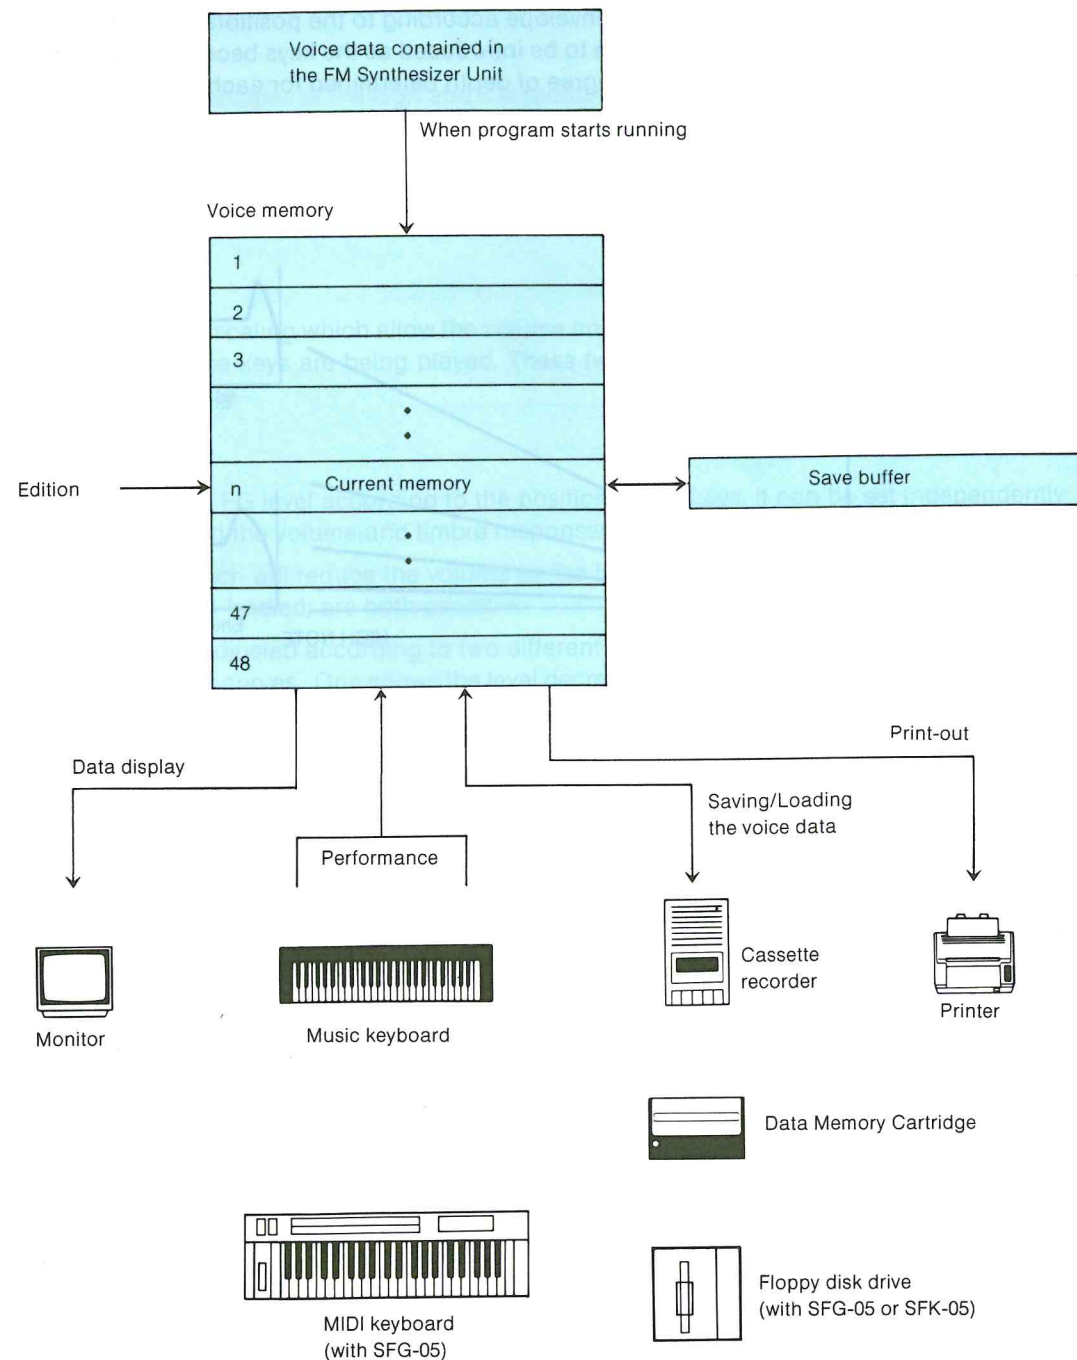 Voice data contained in
the FM Synthesizer Unit
When program starts running
Voice memory
1
2
3
Edition
n
Current memory
Save buffer
47
48
Data display
Performance
Saving/Loading
the voice data
Print-out
Monitor
Music keyboard
Cassette
recorder
Printer
Data Memory Cartridge
MIDI keyboard
(with SFG-05)
Floppy disk drive
(with SFG-05 or SFK-05)